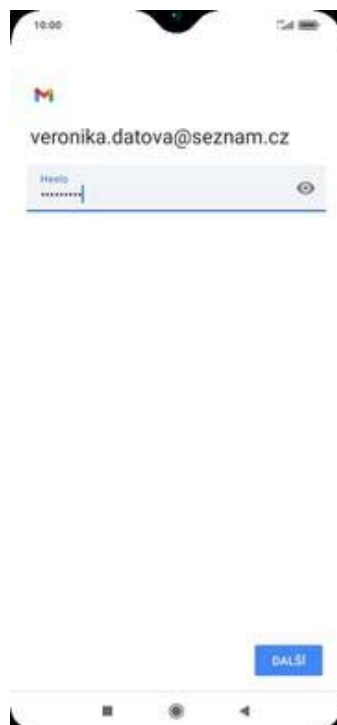 10:00
veronika.datova@seznam.cz
Heslo
•••••••••
DALŠÍ